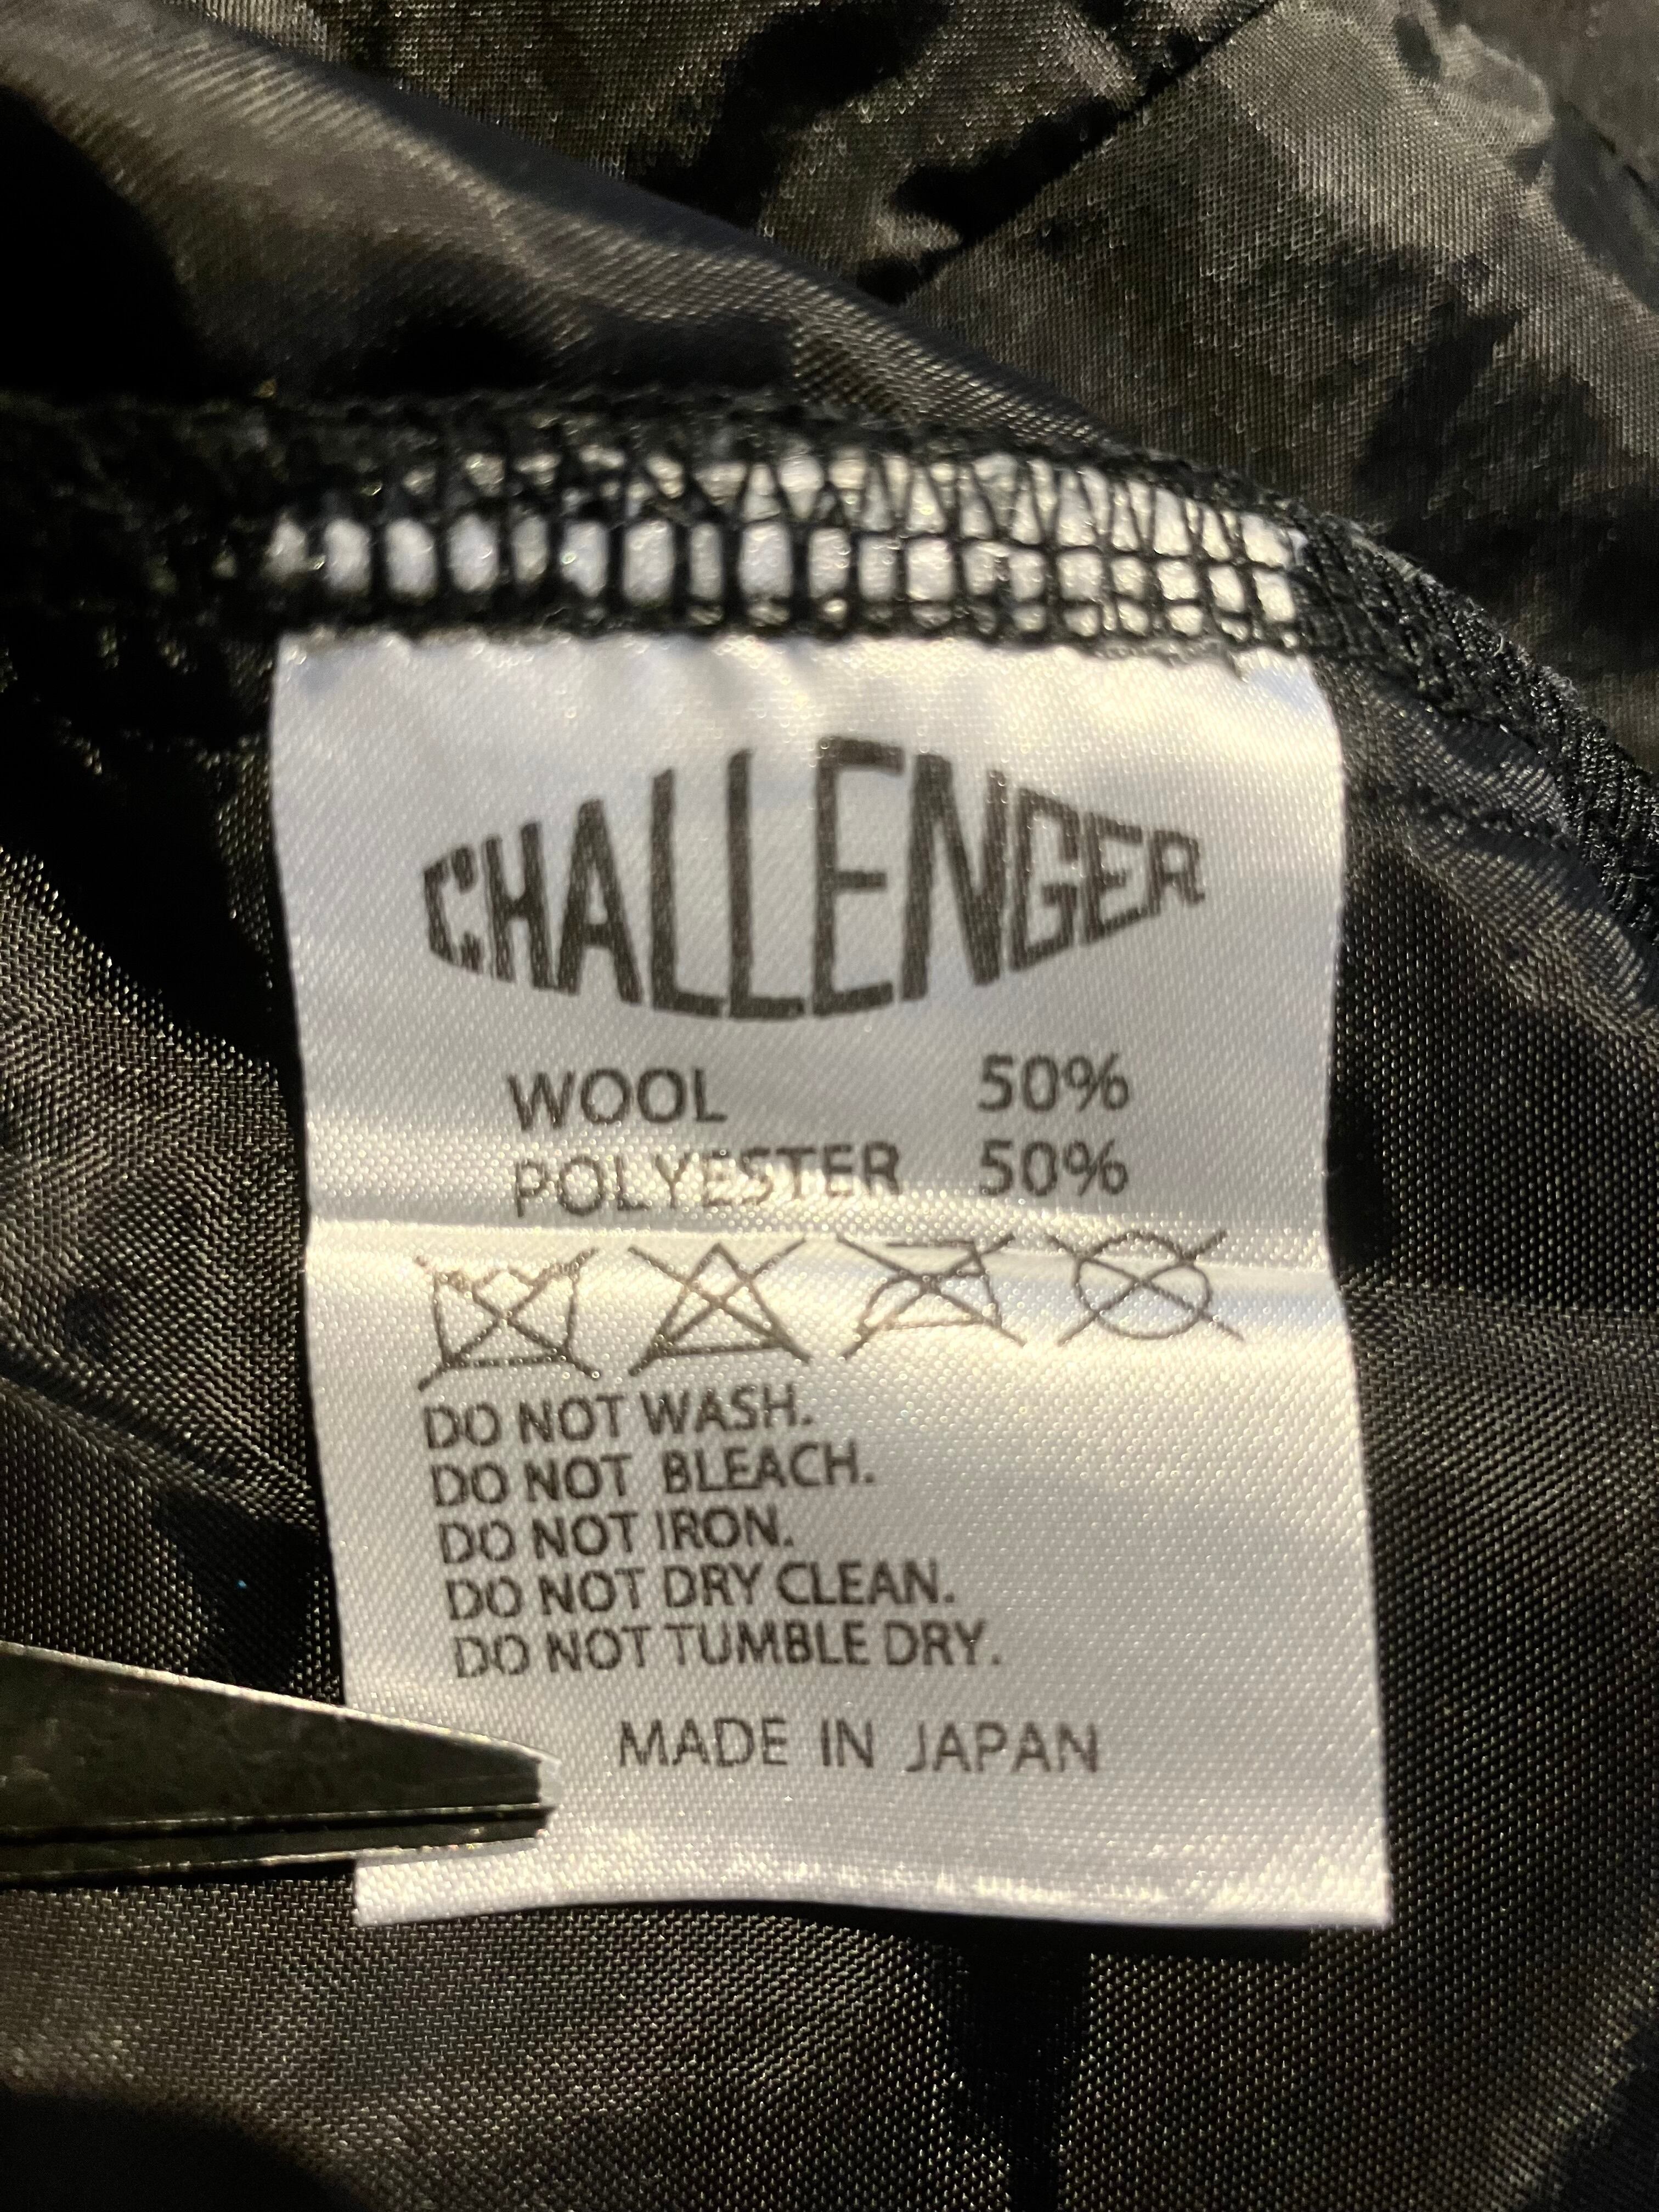 CHALLENGER
WOOL 50%
POLYESTER 50%
DO NOT WASH.
DO NOT BLEACH.
DO NOT IRON.
DO NOT DRY CLEAN.
DO NOT TUMBLE DRY.
MADE IN JAPAN